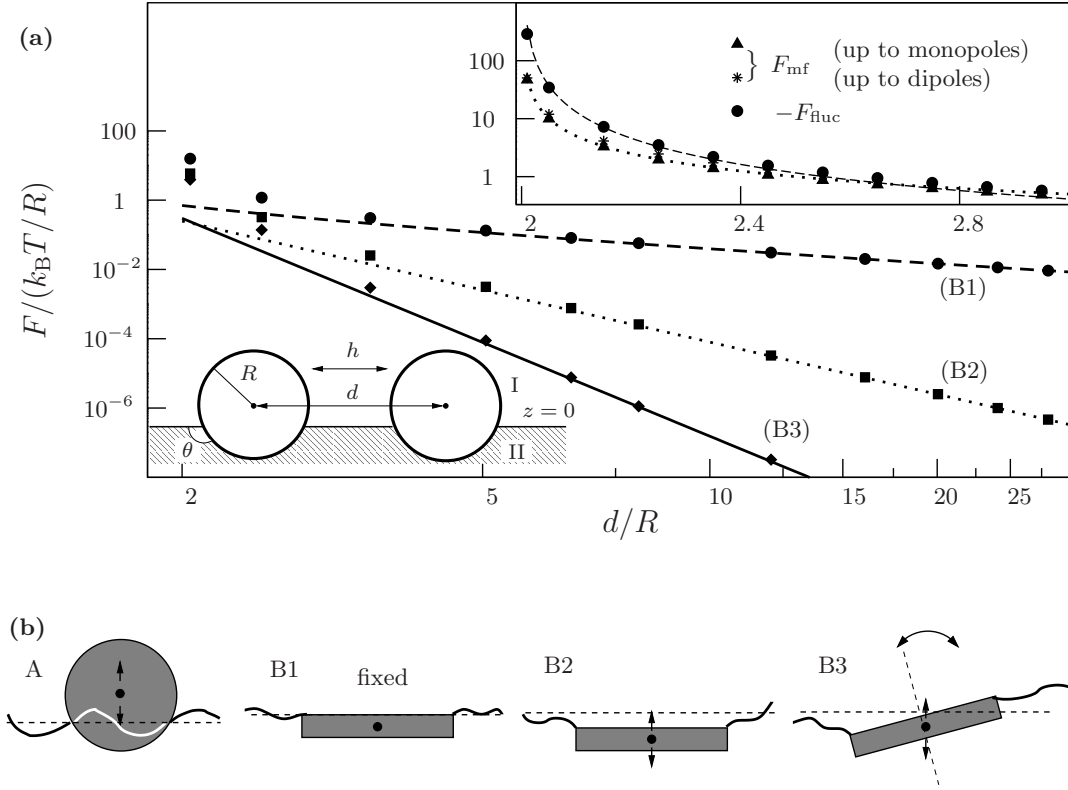 (a)
F/(k_B T/R)
100
1
10^−2
10^−4
10^−6
2
5
10
15
20
25
d/R
(B1)
(B2)
(B3)
100
10
1
2
2.4
2.8
▲ } F_mf (up to monopoles)
* (up to dipoles)
● −F_fluc
R
h
d
I
z=0
θ
II
(b)
A
B1
fixed
B2
B3